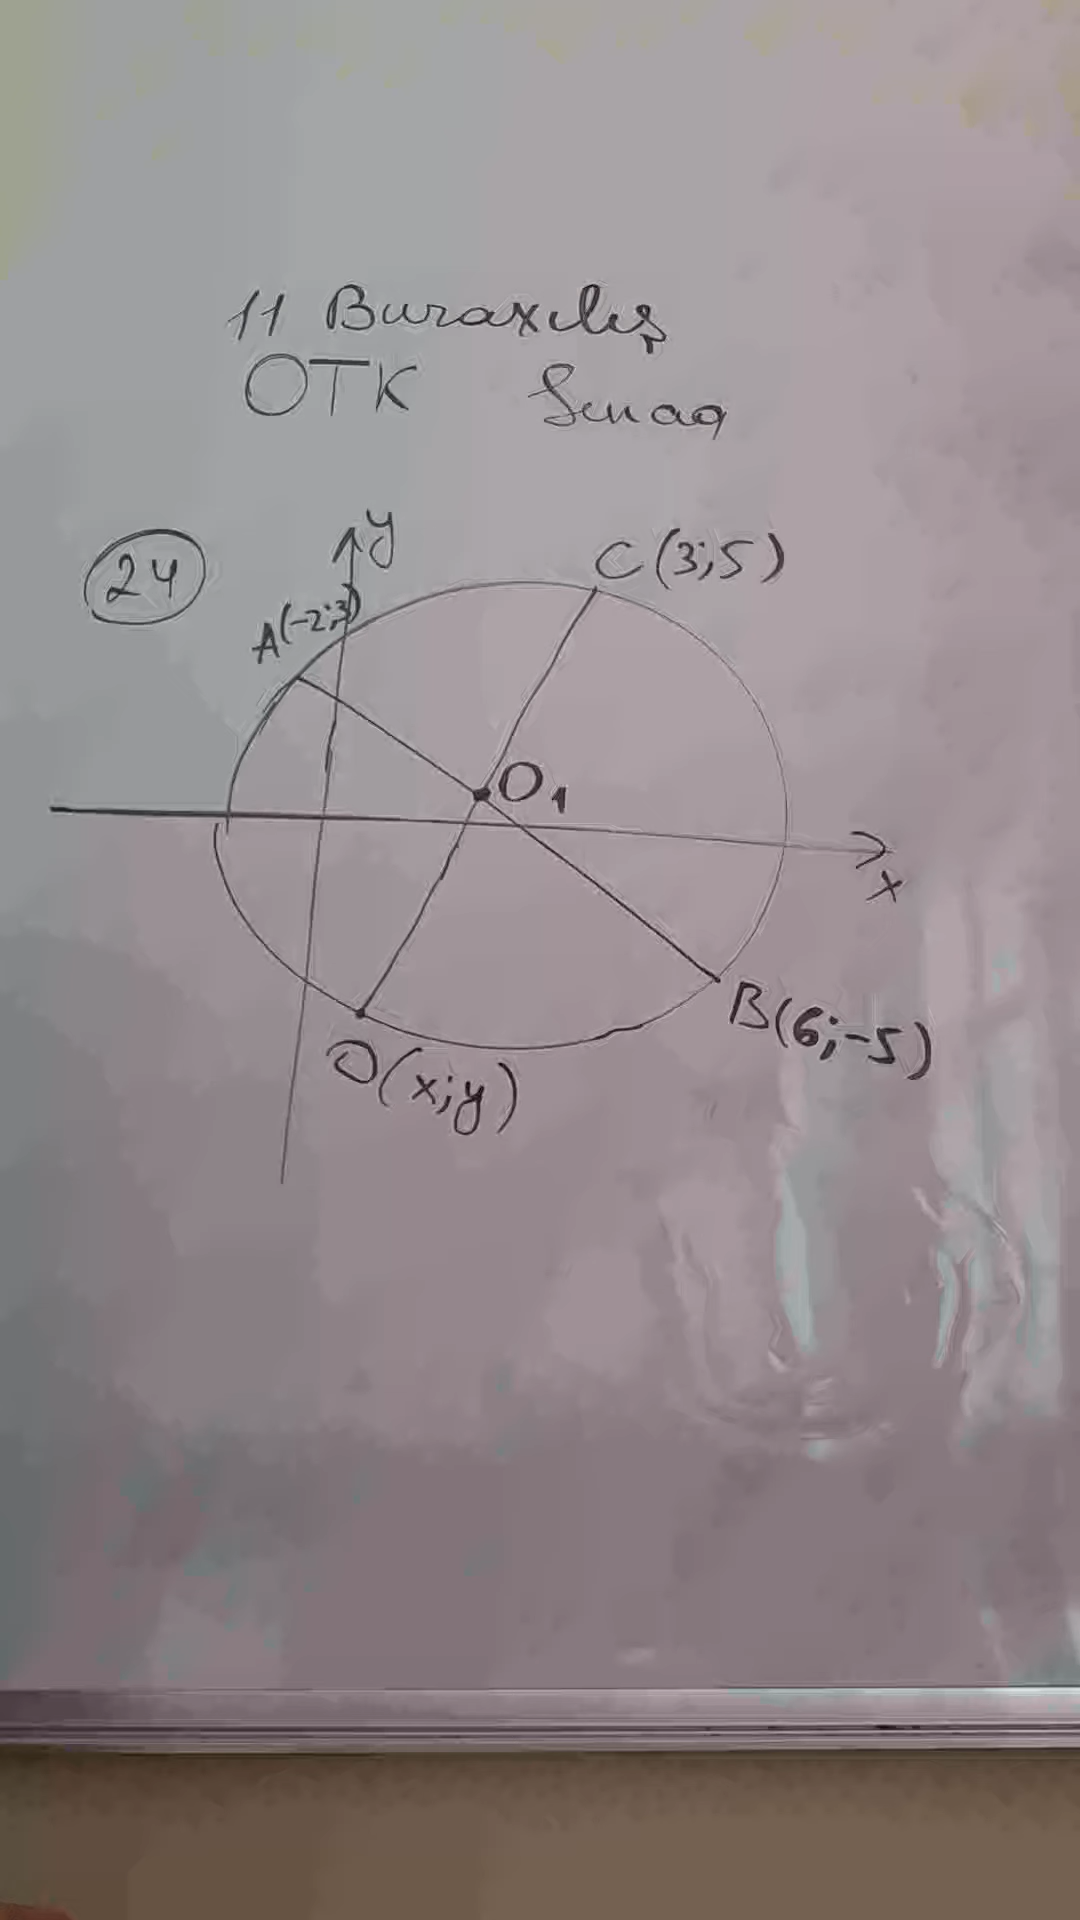 11 Buraxılış
OTK Sınaq
24
y
C(3;5)
A(-2;3)
O1
x
B(6;-5)
D(x;y)